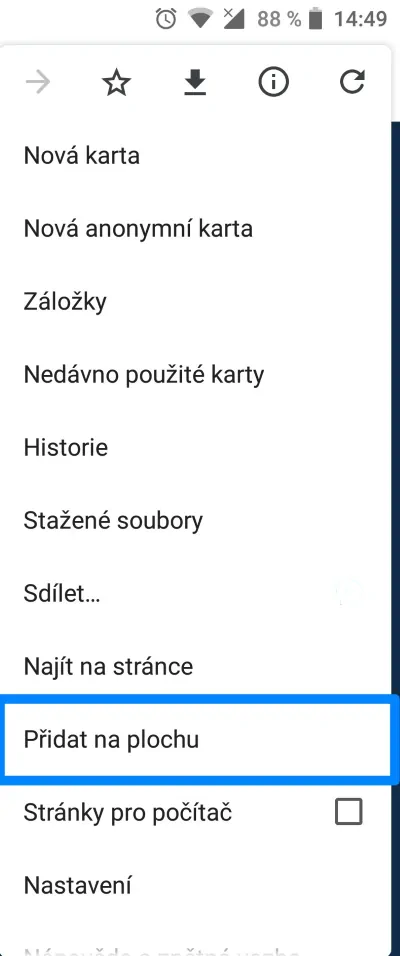 88 % 14:49
Nová karta
Nová anonymní karta
Záložky
Nedávno použité karty
Historie
Stažené soubory
Sdílet…
Najít na stránce
Přidat na plochu
Stránky pro počítač
Nastavení